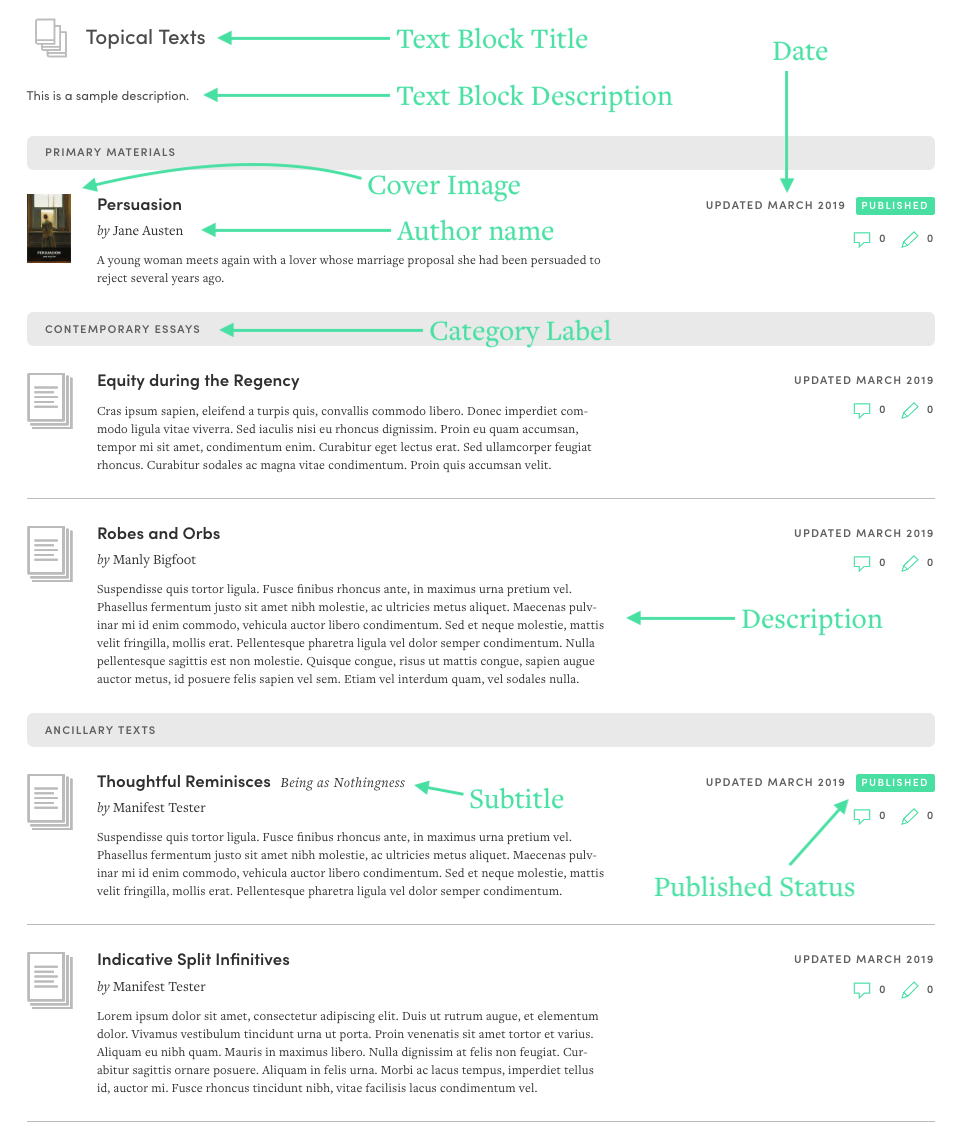 Topical Texts
Text Block Title
Date
This is a sample description.
Text Block Description
PRIMARY MATERIALS
Cover Image
PERSUASION
Persuasion
UPDATED MARCH 2019 PUBLISHED
by Jane Austen
Author name
0 0
A young woman meets again with a lover whose marriage proposal she had been persuaded to
reject several years ago.
CONTEMPORARY ESSAYS
Category Label
Equity during the Regency
UPDATED MARCH 2019
0 0
Cras ipsum sapien, eleifend a turpis quis, convallis commodo libero. Donec imperdiet com-
modo ligula vitae viverra. Sed iaculis nisi eu rhoncus dignissim. Proin eu quam accumsan,
tempor mi sit amet, condimentum enim. Curabitur eget lectus erat. Sed ullamcorper feugiat
rhoncus. Curabitur sodales ac magna vitae condimentum. Proin quis accumsan velit.
Robes and Orbs
UPDATED MARCH 2019
by Manly Bigfoot
0 0
Suspendisse quis tortor ligula. Fusce finibus rhoncus ante, in maximus urna pretium vel.
Phasellus fermentum justo sit amet nibh molestie, ac ultricies metus aliquet. Maecenas pulv-
inar mi id enim commodo, vehicula auctor libero condimentum. Sed et neque molestie, mattis
velit fringilla, mollis erat. Pellentesque pharetra ligula vel dolor semper condimentum. Nulla
pellentesque sagittis est non molestie. Quisque congue, risus ut mattis congue, sapien augue
auctor metus, id posuere felis sapien vel sem. Etiam vel interdum quam, vel sodales nulla.
Description
ANCILLARY TEXTS
Thoughtful Reminisces Being as Nothingness
Subtitle
UPDATED MARCH 2019 PUBLISHED
by Manifest Tester
0 0
Suspendisse quis tortor ligula. Fusce finibus rhoncus ante, in maximus urna pretium vel.
Phasellus fermentum justo sit amet nibh molestie, ac ultricies metus aliquet. Maecenas pulv-
inar mi id enim commodo, vehicula auctor libero condimentum. Sed et neque molestie, mattis
velit fringilla, mollis erat. Pellentesque pharetra ligula vel dolor semper condimentum.
Published Status
Indicative Split Infinitives
UPDATED MARCH 2019
by Manifest Tester
0 0
Lorem ipsum dolor sit amet, consectetur adipiscing elit. Duis ut rutrum augue, et elementum
dolor. Vivamus vestibulum tincidunt urna ut porta. Proin venenatis sit amet tortor et varius.
Aliquam eu nibh quam. Mauris in maximus libero. Nulla dignissim at felis non feugiat. Cur-
abitur sagittis ornare posuere. Aliquam in felis urna. Morbi ac lacus tempus, imperdiet tellus
id, auctor mi. Fusce rhoncus tincidunt nibh, vitae facilisis lacus condimentum vel.